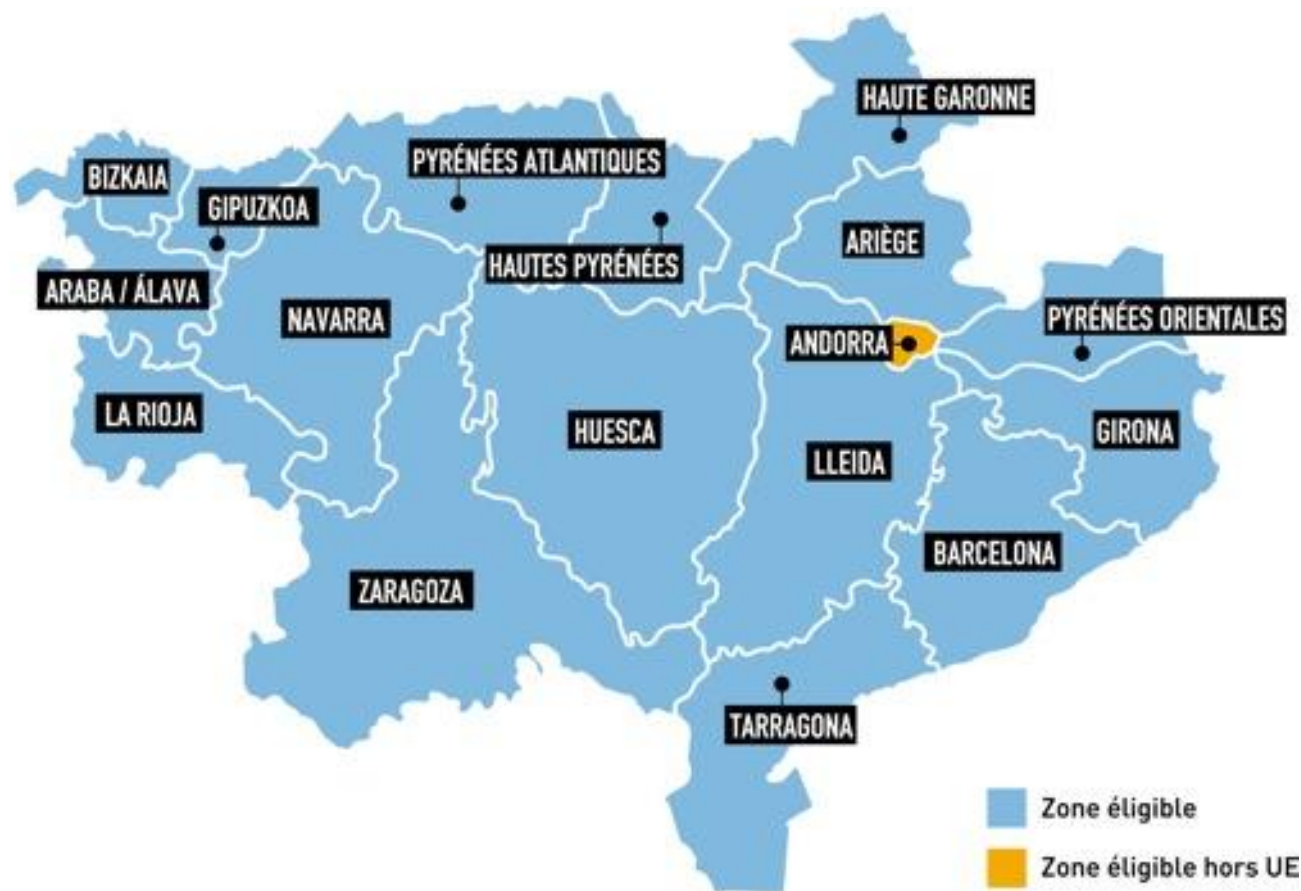 HAUTE GARONNE
PYRÉNÉES ATLANTIQUES
BIZKAIA
GIPUZKOA
ARIÈGE
HAUTES PYRÉNÉES
ARABA / ÁLAVA
NAVARRA
PYRÉNÉES ORIENTALES
ANDORRA
LA RIOJA
HUESCA
GIRONA
LLEIDA
BARCELONA
ZARAGOZA
TARRAGONA
Zone éligible
Zone éligible hors UE